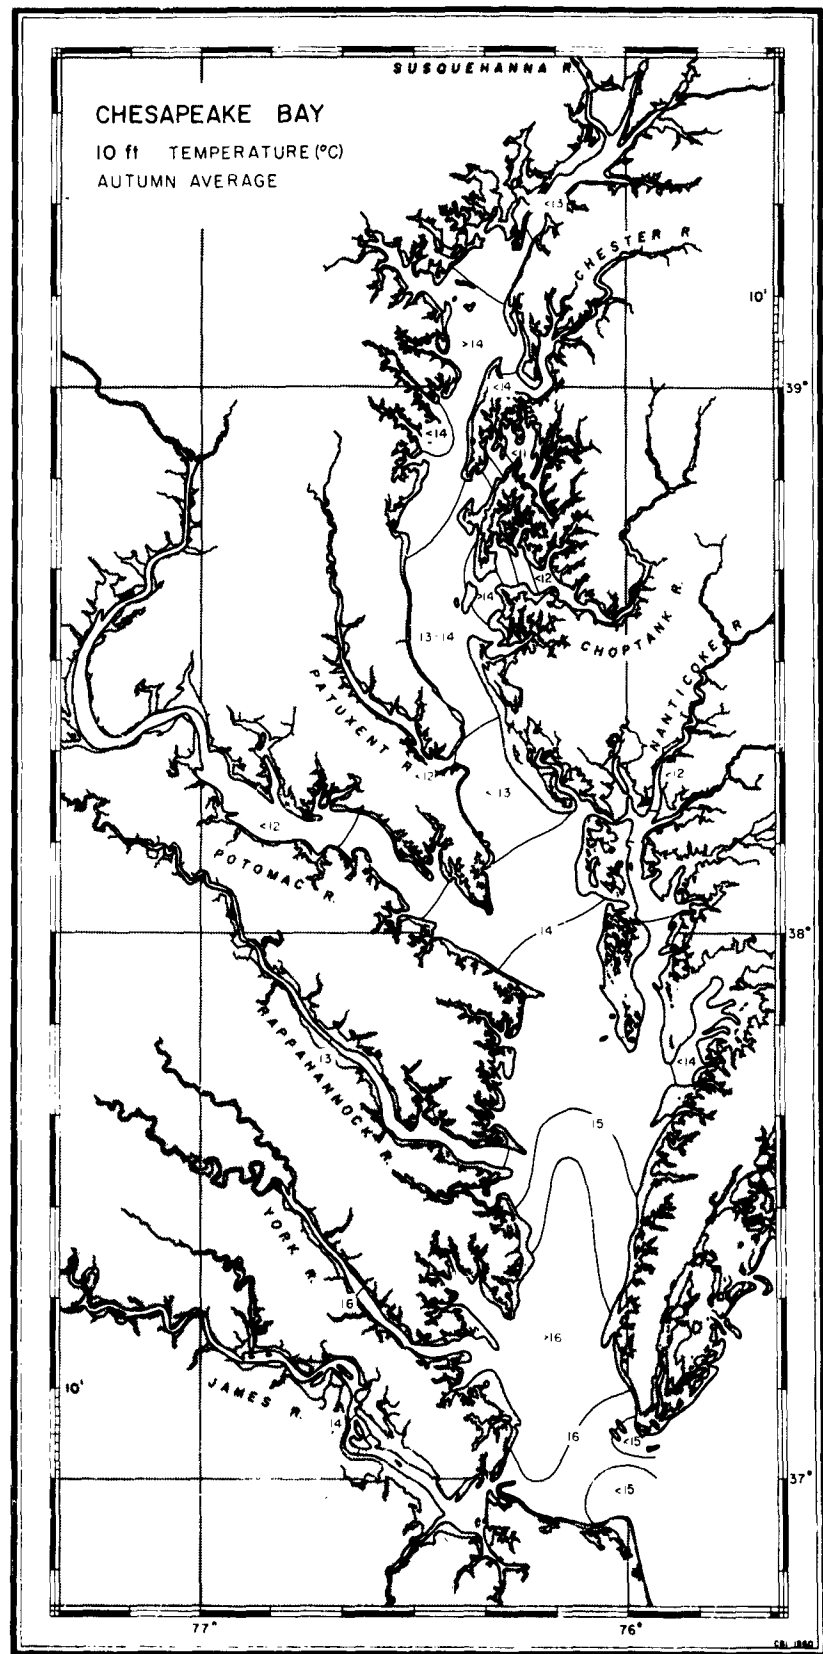 SUSQUEHANNA R.
CHESAPEAKE BAY
10 ft TEMPERATURE (°C)
AUTUMN AVERAGE
<13
CHESTER R
10'
>14
39°
<14
<14
<11
<12
>14
13-14
CHOPTANK R.
NANTICOKE R
PATUXENT R.
<12
<12
<13
<12
POTOMAC R.
14
38°
RAPPAHANNOCK R.
13
<14
15
YORK R.
16
>16
10'
JAMES R.
14
16
<15
37°
<15
77°
76°
CBI 1960